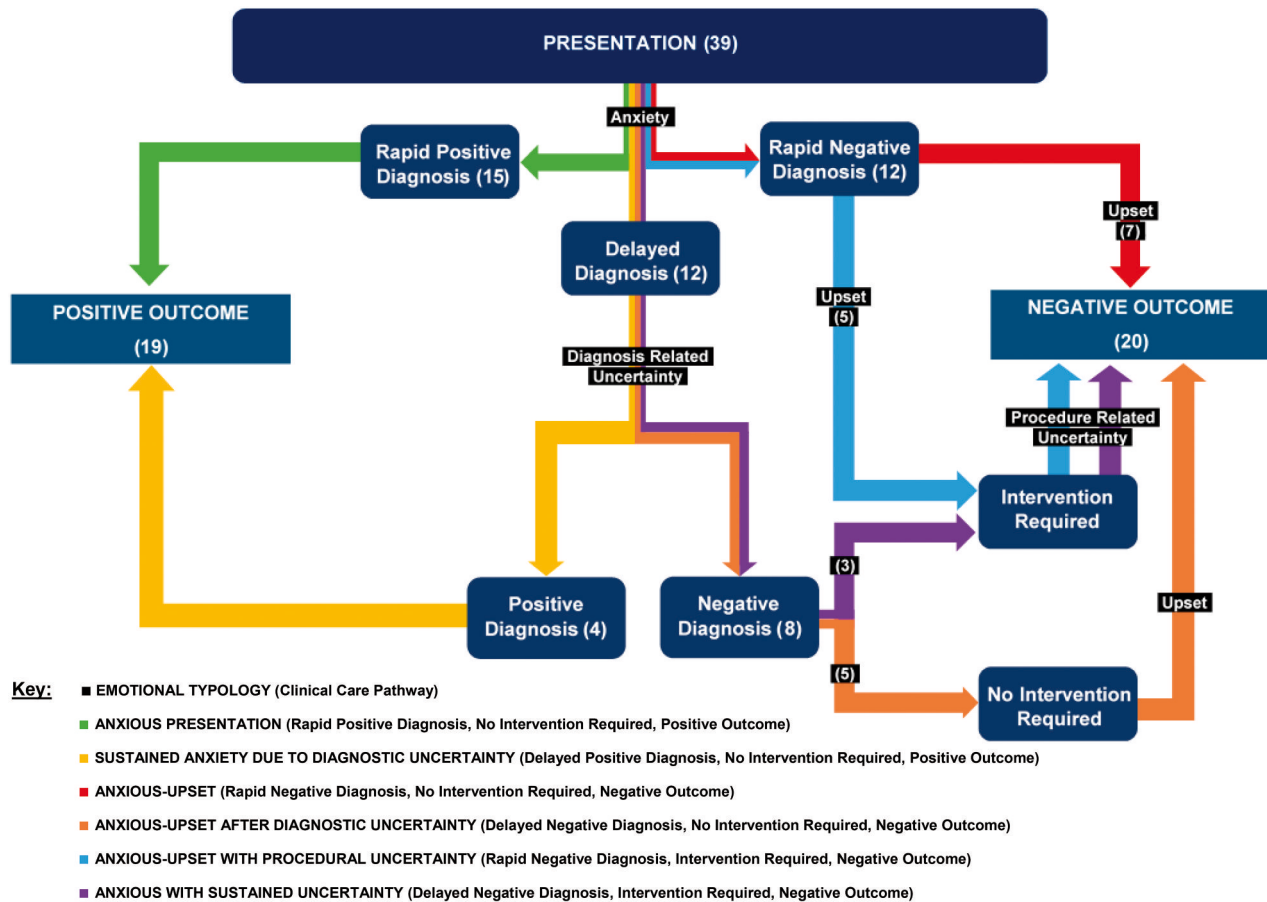 PRESENTATION (39)
Anxiety
Rapid Positive
Diagnosis (15)
Rapid Negative
Diagnosis (12)
Upset
(7)
Delayed
Diagnosis (12)
Upset
(5)
POSITIVE OUTCOME
(19)
NEGATIVE OUTCOME
(20)
Diagnosis Related
Uncertainty
Procedure Related
Uncertainty
Intervention
Required
(3)
Positive
Diagnosis (4)
Negative
Diagnosis (8)
Upset
(5)
No Intervention
Required
Key:
EMOTIONAL TYPOLOGY (Clinical Care Pathway)
ANXIOUS PRESENTATION (Rapid Positive Diagnosis, No Intervention Required, Positive Outcome)
SUSTAINED ANXIETY DUE TO DIAGNOSTIC UNCERTAINTY (Delayed Positive Diagnosis, No Intervention Required, Positive Outcome)
ANXIOUS-UPSET (Rapid Negative Diagnosis, No Intervention Required, Negative Outcome)
ANXIOUS-UPSET AFTER DIAGNOSTIC UNCERTAINTY (Delayed Negative Diagnosis, No Intervention Required, Negative Outcome)
ANXIOUS-UPSET WITH PROCEDURAL UNCERTAINTY (Rapid Negative Diagnosis, Intervention Required, Negative Outcome)
ANXIOUS WITH SUSTAINED UNCERTAINTY (Delayed Negative Diagnosis, Intervention Required, Negative Outcome)